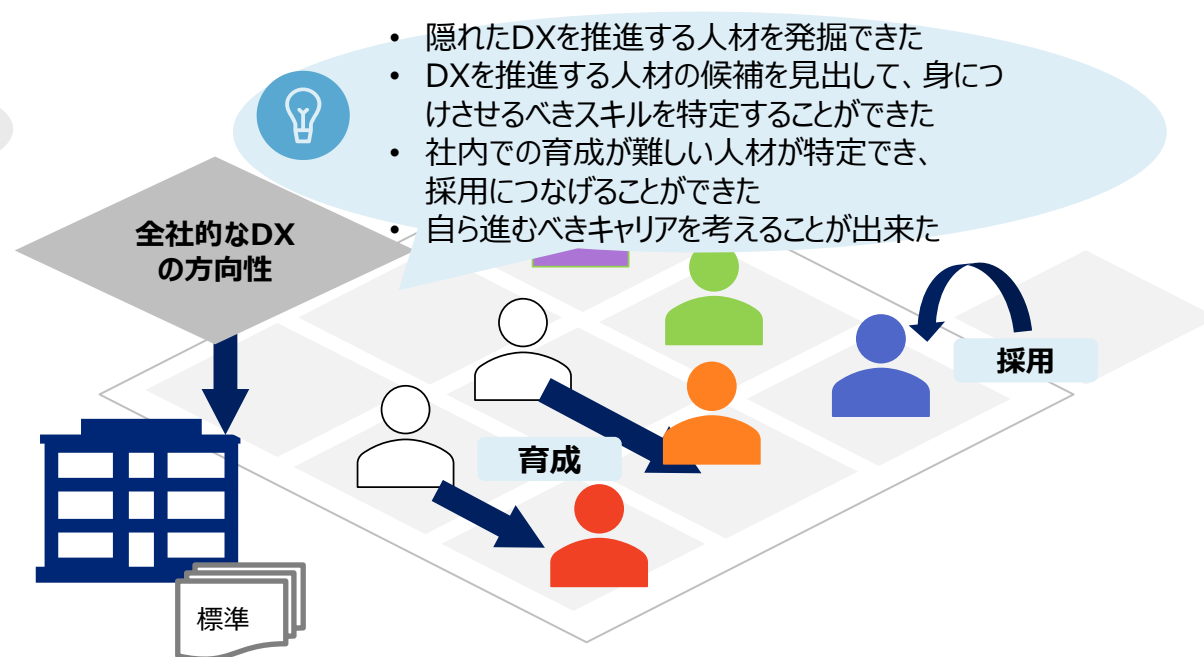 • 隠れたDXを推進する人材を発掘できた
• DXを推進する人材の候補を見出して、身につ
けさせるべきスキルを特定することができた
• 社内での育成が難しい人材が特定でき、
採用につなげることができた
• 自ら進むべきキャリアを考えることが出来た
全社的なDX
の方向性
採用
育成
標準